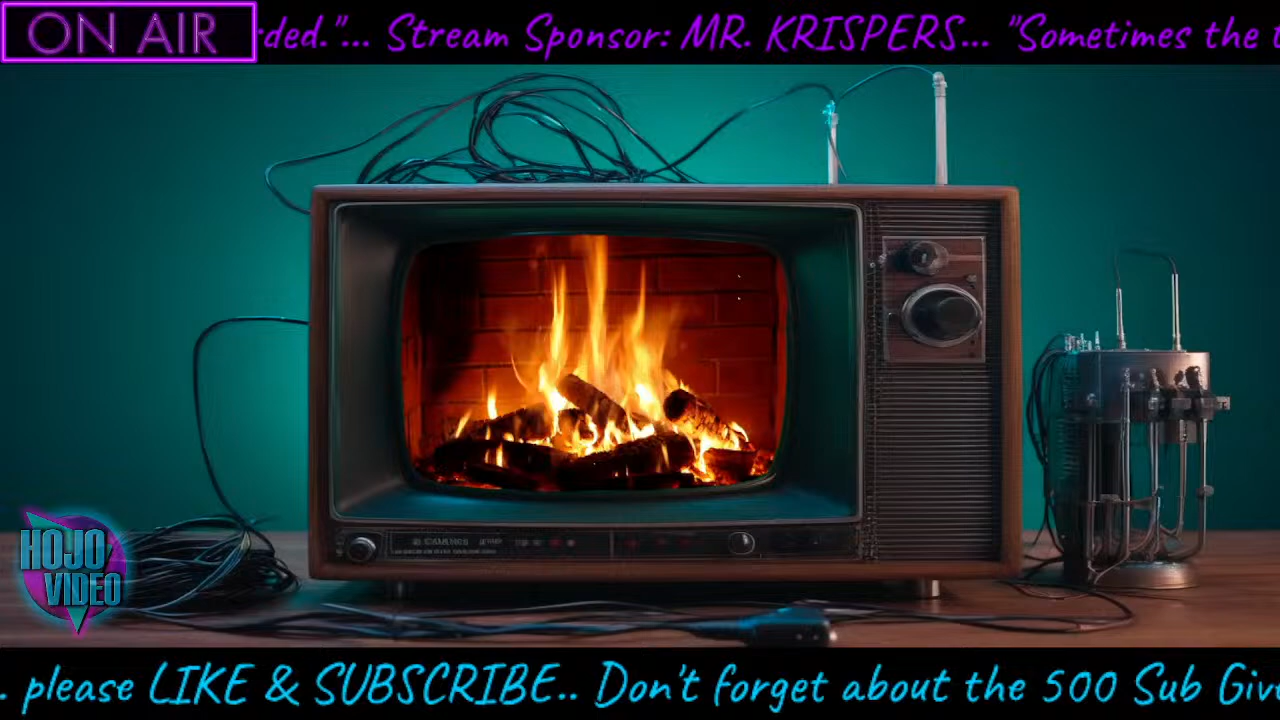 ON AIR
ded."... Stream Sponsor: MR. KRISPERS... "Sometimes the
HOJO
VIDEO
. please LIKE & SUBSCRIBE.. Don't forget about the 500 Sub Giv